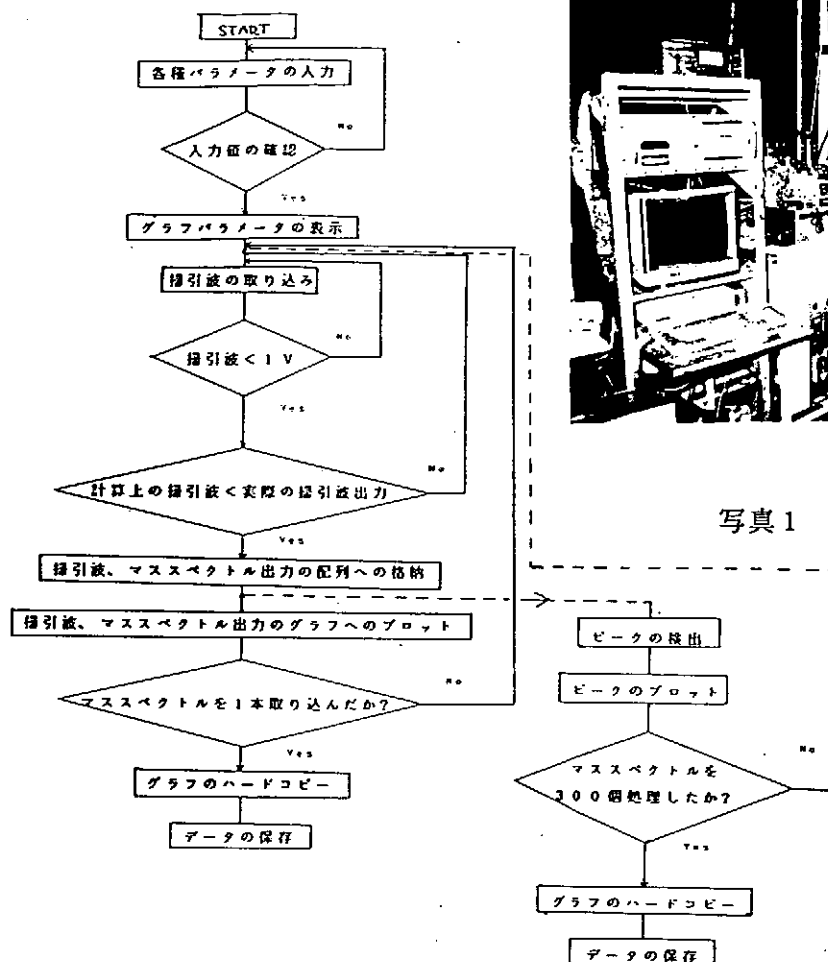 START
各種パラメータの入力
No
入力値の確認
Yes
グラフパラメータの表示
掃引波の取り込み
No
掃引波<1V
Yes
No
計算上の掃引波<実際の掃引波出力
Yes
掃引波、マススペクトル出力の配列への格納
掃引波、マススペクトル出力のグラフへのプロット
No
マススペクトルを1本取り込んだか?
Yes
グラフのハードコピー
データの保存
写真1
ピークの検出
ピークのプロット
No
マススペクトルを
300個処理したか?
Yes
グラフのハードコピー
データの保存